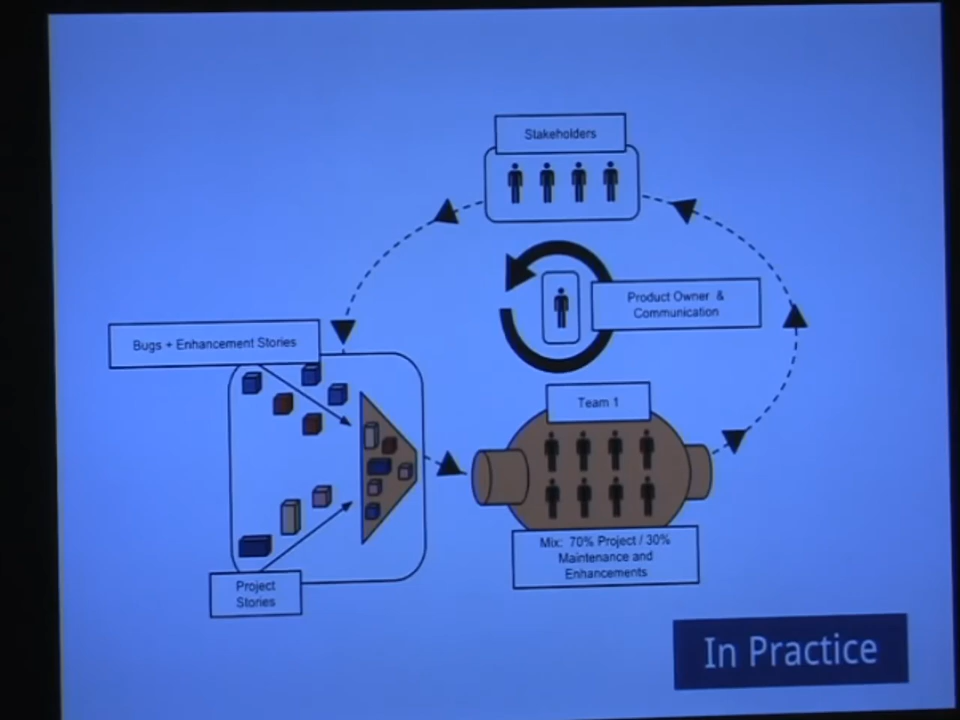 Stakeholders
Product Owner &
Communication
Bugs + Enhancement Stories
Team 1
Mix: 70% Project / 30%
Maintenance and
Enhancements
Project
Stories
In Practice